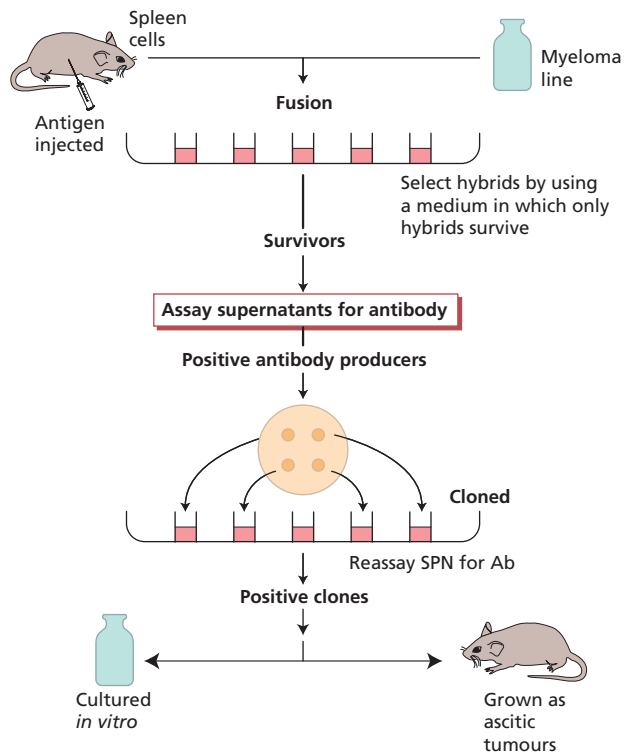 Spleen
cells
Myeloma
line
Antigen
injected
Fusion
Select hybrids by using
a medium in which only
hybrids survive
Survivors
Assay supernatants for antibody
Positive antibody producers
Cloned
Reassay SPN for Ab
Positive clones
Cultured
in vitro
Grown as
ascitic
tumours